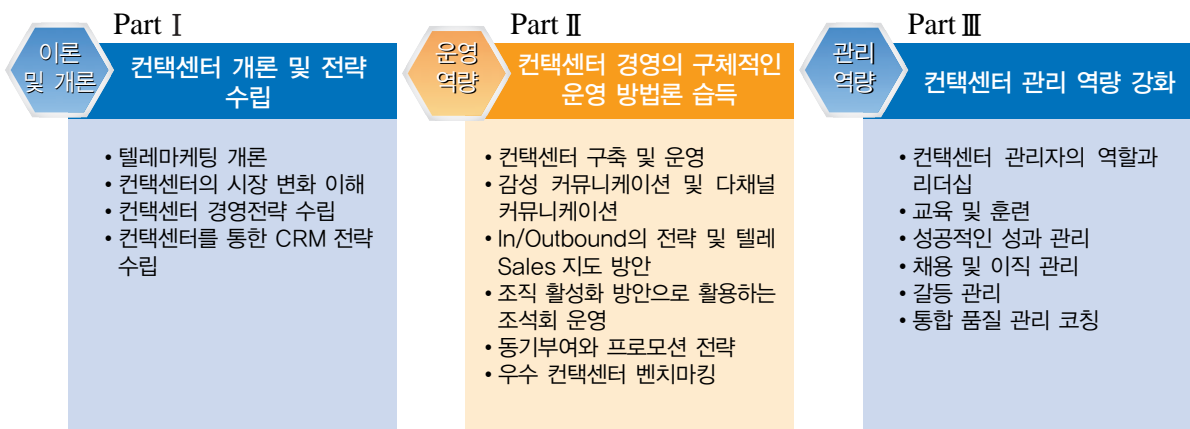 Part Ⅰ
이론
및 개론
컨택센터 개론 및 전략
수립
• 텔레마케팅 개론
• 컨택센터의 시장 변화 이해
• 컨택센터 경영전략 수립
• 컨택센터를 통한 CRM 전략
수립
Part Ⅱ
운영
역량
컨택센터 경영의 구체적인
운영 방법론 습득
• 컨택센터 구축 및 운영
• 감성 커뮤니케이션 및 다채널
커뮤니케이션
• In/Outbound의 전략 및 텔레
Sales 지도 방안
• 조직 활성화 방안으로 활용하는
조석회 운영
• 동기부여와 프로모션 전략
• 우수 컨택센터 벤치마킹
Part Ⅲ
관리
역량
컨택센터 관리 역량 강화
• 컨택센터 관리자의 역할과
리더십
• 교육 및 훈련
• 성공적인 성과 관리
• 채용 및 이직 관리
• 갈등 관리
• 통합 품질 관리 코칭